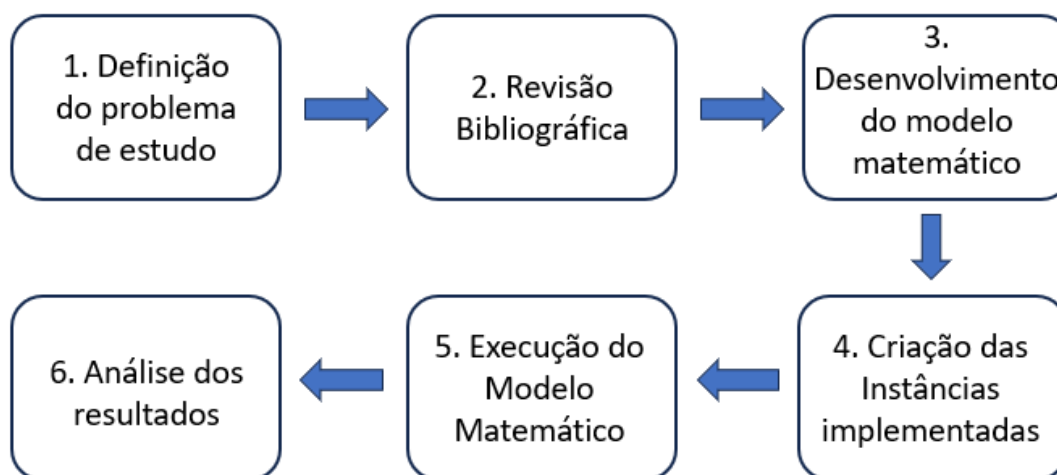 1. Definição
do problema
de estudo
2. Revisão
Bibliográfica
3.
Desenvolvimento
do modelo
matemático
4. Criação das
Instâncias
implementadas
5. Execução do
Modelo
Matemático
6. Análise dos
resultados